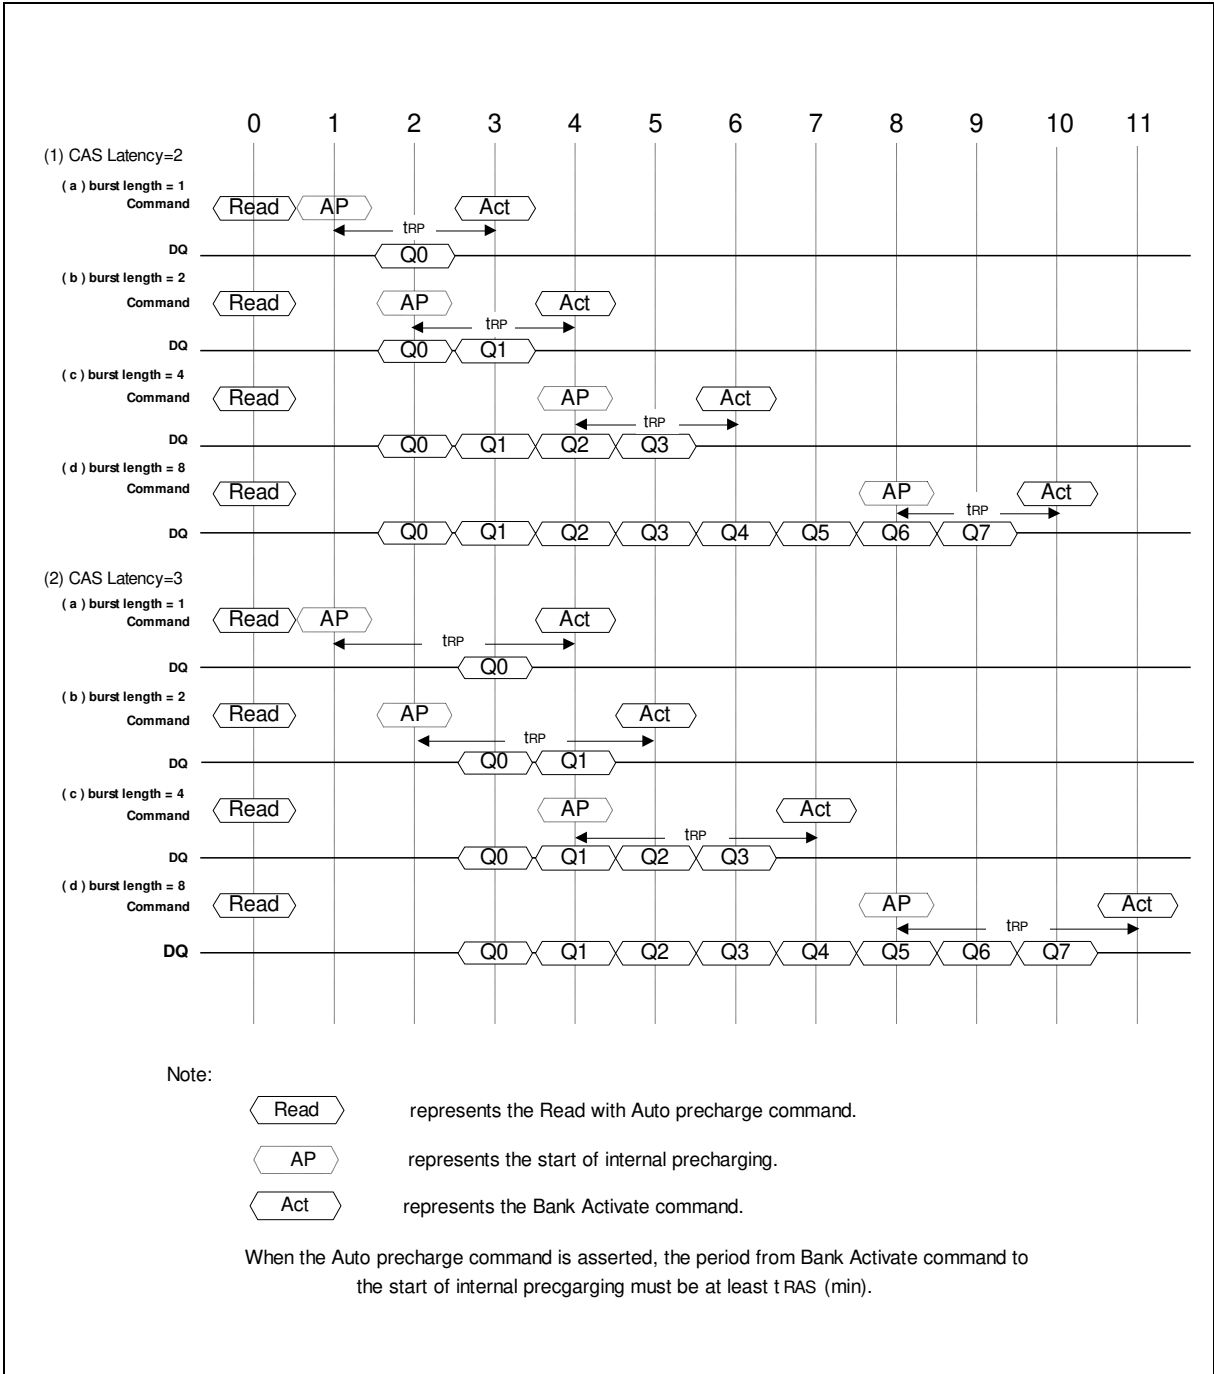 0 1 2 3 4 5 6 7 8 9 10 11
(1) CAS Latency=2
( a ) burst length = 1
Command Read AP Act
tRP
DQ Q0
( b ) burst length = 2
Command Read AP Act
tRP
DQ Q0 Q1
( c ) burst length = 4
Command Read AP Act
tRP
DQ Q0 Q1 Q2 Q3
( d ) burst length = 8
Command Read AP Act
tRP
DQ Q0 Q1 Q2 Q3 Q4 Q5 Q6 Q7
(2) CAS Latency=3
( a ) burst length = 1
Command Read AP Act
tRP
DQ Q0
( b ) burst length = 2
Command Read AP Act
tRP
DQ Q0 Q1
( c ) burst length = 4
Command Read AP Act
tRP
DQ Q0 Q1 Q2 Q3
( d ) burst length = 8
Command Read AP Act
tRP
DQ Q0 Q1 Q2 Q3 Q4 Q5 Q6 Q7
Note:
Read represents the Read with Auto precharge command.
AP represents the start of internal precharging.
Act represents the Bank Activate command.
When the Auto precharge command is asserted, the period from Bank Activate command to
the start of internal precgarging must be at least t RAS (min).